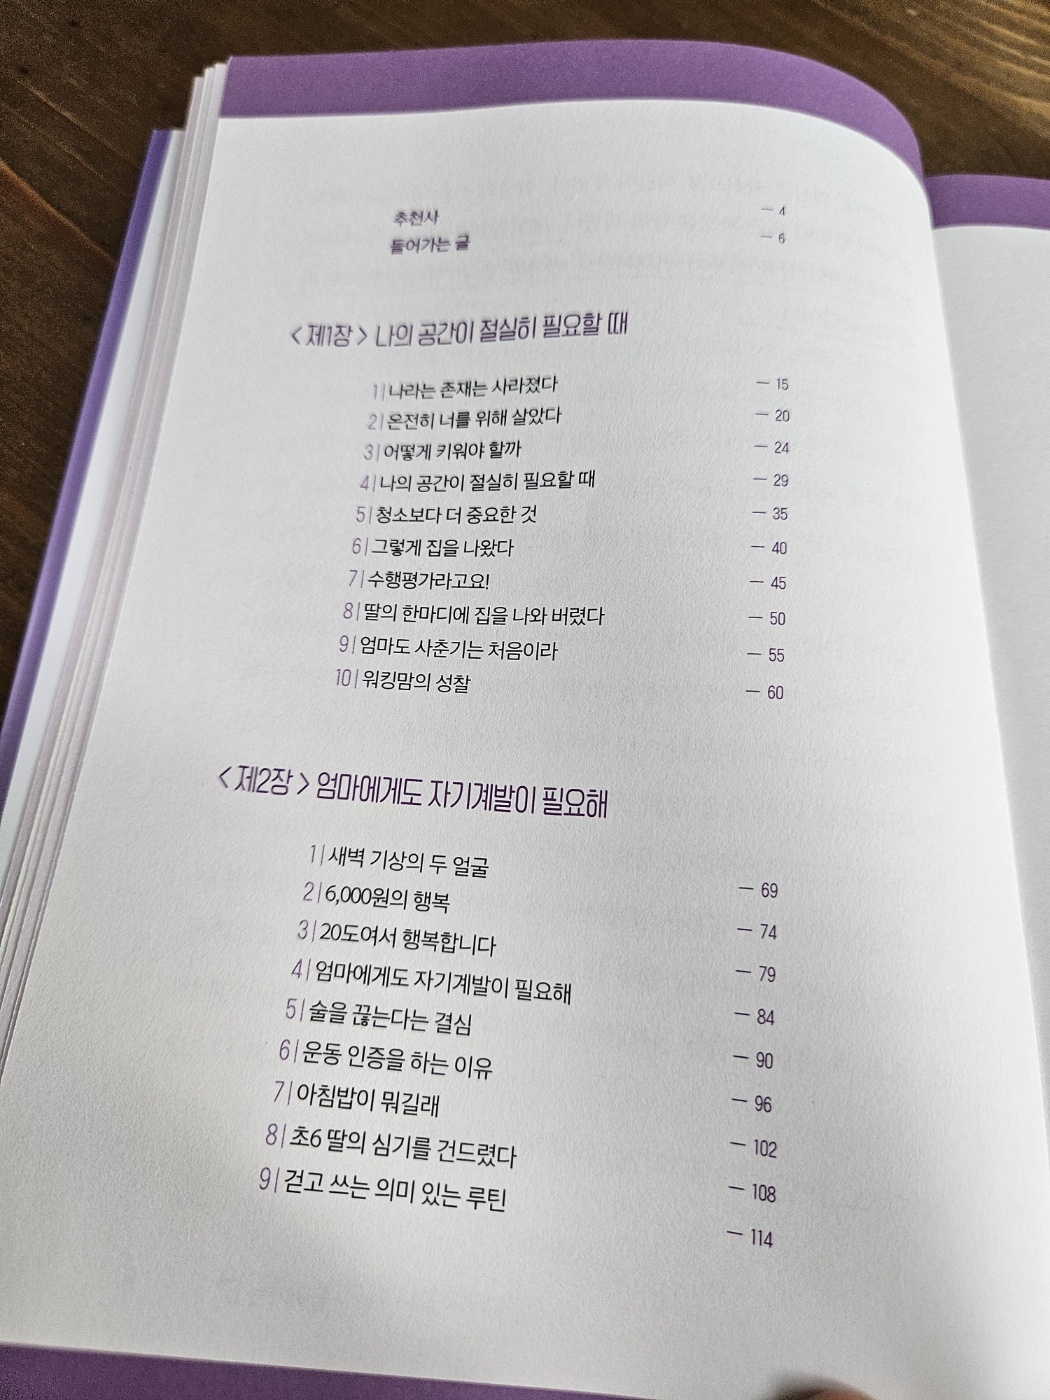 추천사 — 4
들어가는 글 — 6
<제1장> 나의 공간이 절실히 필요할 때
1|나라는 존재는 사라졌다 — 15
2|온전히 너를 위해 살았다 — 20
3|어떻게 키워야 할까 — 24
4|나의 공간이 절실히 필요할 때 — 29
5|청소보다 더 중요한 것 — 35
6|그렇게 집을 나왔다 — 40
7|수행평가라고요! — 45
8|딸의 한마디에 집을 나와 버렸다 — 50
9|엄마도 사춘기는 처음이라 — 55
10|워킹맘의 성찰 — 60
<제2장> 엄마에게도 자기계발이 필요해
1|새벽 기상의 두 얼굴 — 69
2|6,000원의 행복 — 74
3|20도여서 행복합니다 — 79
4|엄마에게도 자기계발이 필요해 — 84
5|술을 끊는다는 결심 — 90
6|운동 인증을 하는 이유 — 96
7|아침밥이 뭐길래 — 102
8|초6 딸의 심기를 건드렸다 — 108
9|걷고 쓰는 의미 있는 루틴 — 114